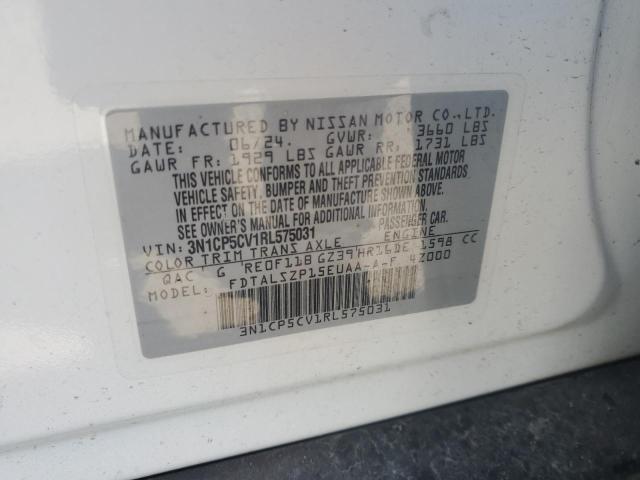 MANUFACTURED BY NISSAN MOTOR CO.,LTD.
DATE: 06/24. GVWR: 3660 LBS
GAWR FR: 1929 LBS GAWR RR: 1731 LBS
THIS VEHICLE CONFORMS TO ALL APPLICABLE FEDERAL MOTOR
VEHICLE SAFETY, BUMPER AND THEFT PREVENTION STANDARDS
IN EFFECT ON THE DATE OF MANUFACTURE SHOWN ABOVE.
SEE OWNER'S MANUAL FOR ADDITIONAL INFORMATION.
VIN: 3N1CP5CV1RL575031 PASSENGER CAR.
COLOR TRIM TRANS AXLE ENGINE
QAC G RE0F11B GZ39 HR16DE 1598 CC
MODEL: FDTALSZP15EUAA-A-F 4Z000
3N1CP5CV1RL575031